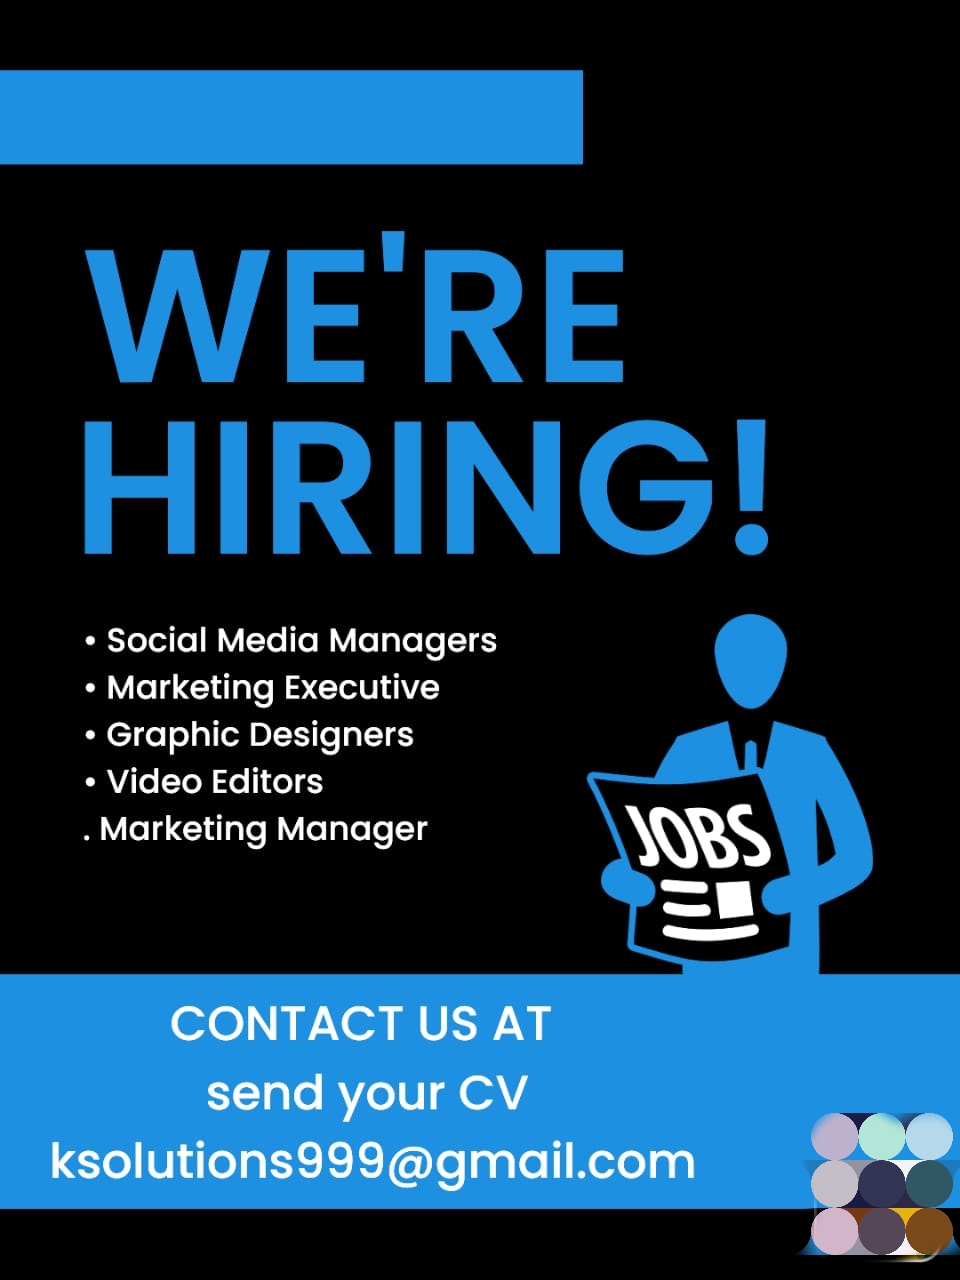 WE'RE
HIRING!
• Social Media Managers
• Marketing Executive
• Graphic Designers
• Video Editors
. Marketing Manager
JOBS
CONTACT US AT
send your CV
ksolutions999@gmail.com